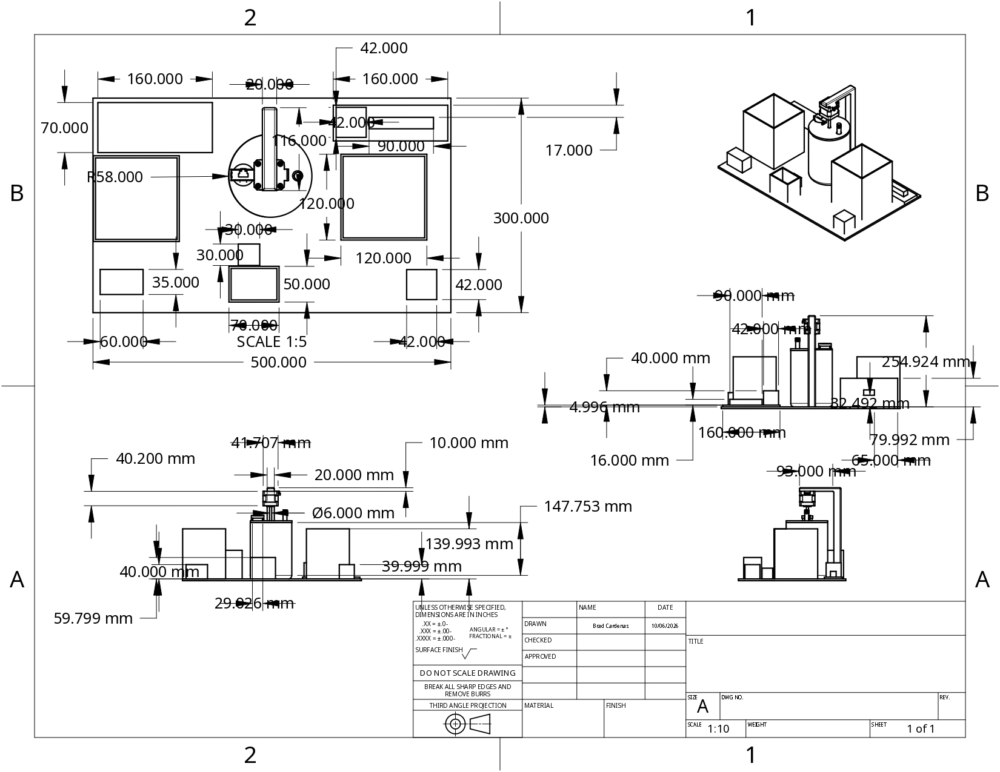 2
1
42.000
160.000
20.000
160.000
70.000
42.000
116.000
90.000
17.000
R58.000
B
B
120.000
300.000
30.000
30.000
120.000
35.000
50.000
42.000
70.000
SCALE 1:5
60.000
42.000
500.000
90.000 mm
42.000 mm
40.000 mm
254.924 mm
4.996 mm
32.492 mm
160.000 mm
79.992 mm
16.000 mm
65.000 mm
93.000 mm
41.707 mm
10.000 mm
40.200 mm
20.000 mm
Ø6.000 mm
147.753 mm
139.993 mm
39.999 mm
40.000 mm
29.026 mm
59.799 mm
A
A
UNLESS OTHERWISE SPECIFIED,
DIMENSIONS ARE IN INCHES
.XX = ±.0-
.XXX = ±.00-
.XXXX = ±.000-
ANGULAR = ± °
FRACTIONAL = ±
SURFACE FINISH
DO NOT SCALE DRAWING
BREAK ALL SHARP EDGES AND
REMOVE BURRS
THIRD ANGLE PROJECTION
NAME
DATE
DRAWN
Brad Cardenas
10/06/2026
CHECKED
APPROVED
MATERIAL
FINISH
TITLE
SIZE
A
DWG NO.
REV.
SCALE
1:10
WEIGHT
SHEET
1 of 1
2
1